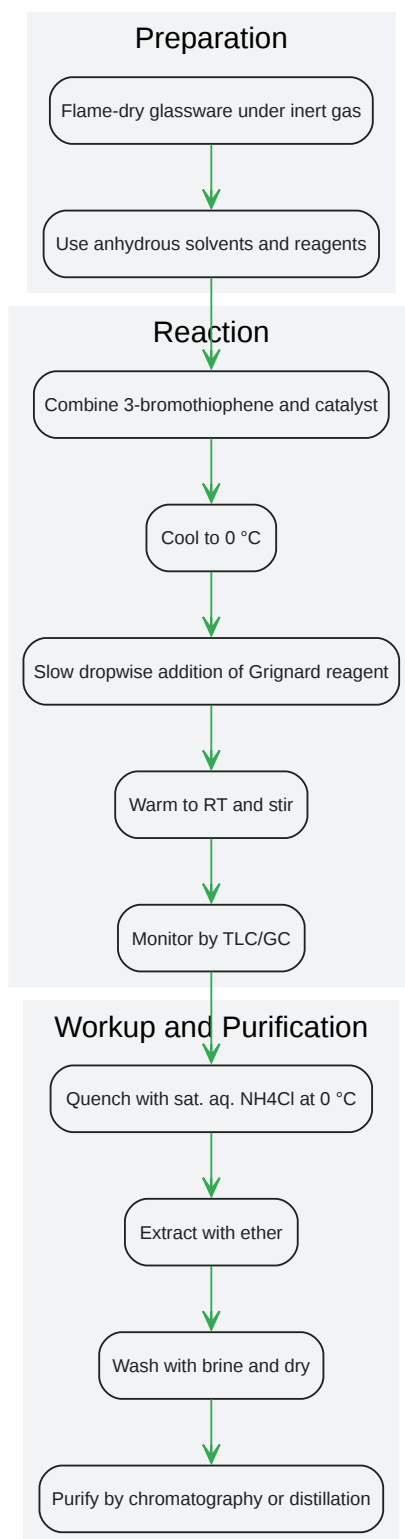 Preparation
Flame-dry glassware under inert gas
Use anhydrous solvents and reagents
Reaction
Combine 3-bromothiophene and catalyst
Cool to 0 °C
Slow dropwise addition of Grignard reagent
Warm to RT and stir
Monitor by TLC/GC
Workup and Purification
Quench with sat. aq. NH4Cl at 0 °C
Extract with ether
Wash with brine and dry
Purify by chromatography or distillation